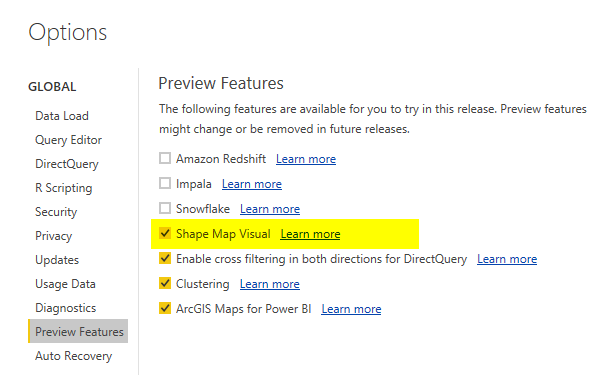 Options
GLOBAL
Data Load
Query Editor
DirectQuery
R Scripting
Security
Privacy
Updates
Usage Data
Diagnostics
Preview Features
Auto Recovery
Preview Features
The following features are available for you to try in this release. Preview features
might change or be removed in future releases.
Amazon Redshift Learn more
Impala Learn more
Snowflake Learn more
Shape Map Visual Learn more
Enable cross filtering in both directions for DirectQuery Learn more
Clustering Learn more
ArcGIS Maps for Power BI Learn more